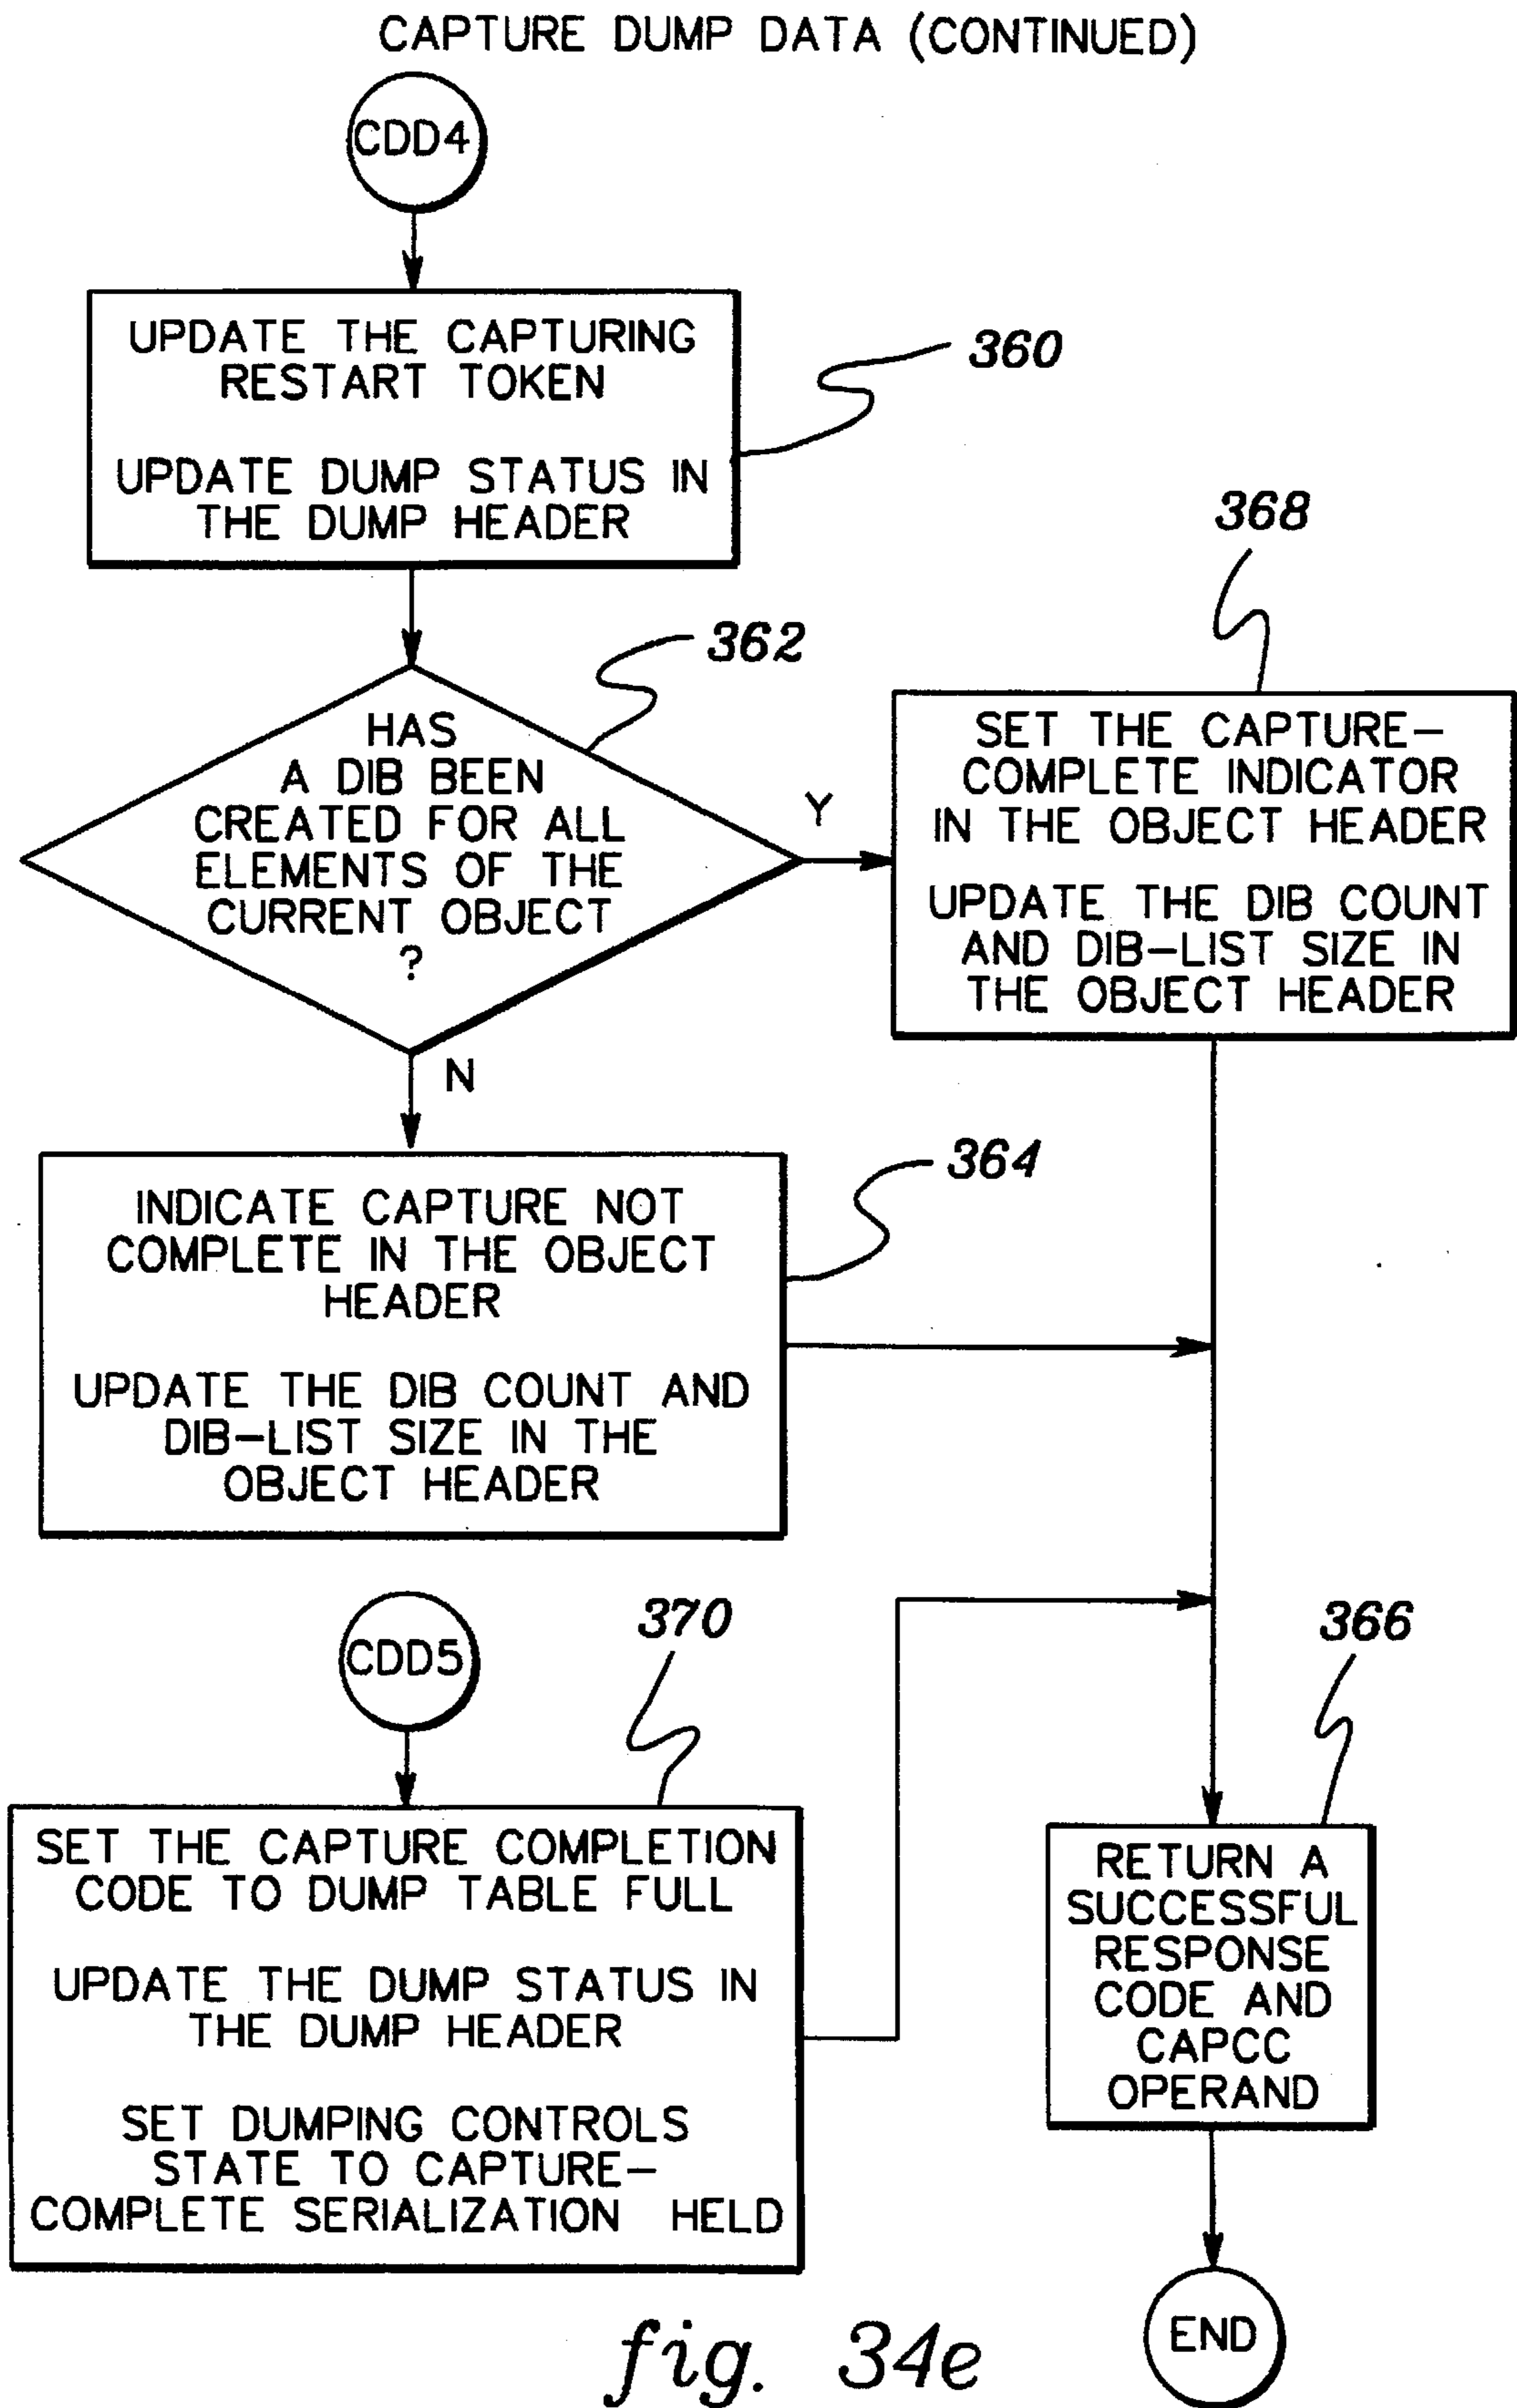 CAPTURE DUMP DATA (CONTINUED)
CDD4
UPDATE THE CAPTURING
RESTART TOKEN
UPDATE DUMP STATUS IN
THE DUMP HEADER
360
362
HAS
A DIB BEEN
CREATED FOR ALL
ELEMENTS OF THE
CURRENT OBJECT
?
Y
N
368
SET THE CAPTURE-
COMPLETE INDICATOR
IN THE OBJECT HEADER
UPDATE THE DIB COUNT
AND DIB-LIST SIZE IN
THE OBJECT HEADER
364
INDICATE CAPTURE NOT
COMPLETE IN THE OBJECT
HEADER
UPDATE THE DIB COUNT AND
DIB-LIST SIZE IN THE
OBJECT HEADER
CDD5
370
SET THE CAPTURE COMPLETION
CODE TO DUMP TABLE FULL
UPDATE THE DUMP STATUS IN
THE DUMP HEADER
SET DUMPING CONTROLS
STATE TO CAPTURE-
COMPLETE SERIALIZATION HELD
366
RETURN A
SUCCESSFUL
RESPONSE
CODE AND
CAPCC
OPERAND
END
fig. 34e